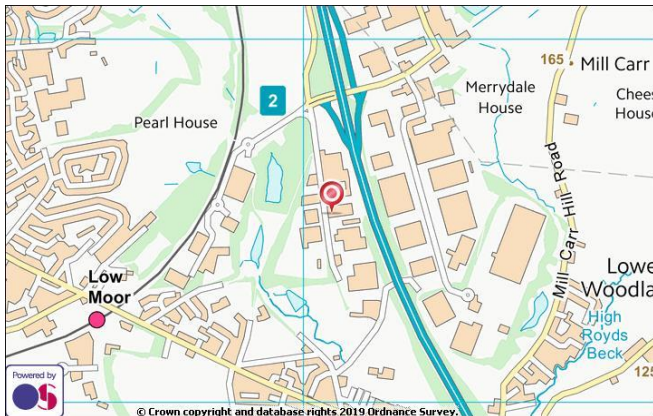 165
Mill Carr
Merrydale
House
Chees
House
2
Pearl House
Mill Carr Hill Road
Low
Moor
Lowe
Woodla
High
Royds
Beck
125
Powered by
OS
© Crown copyright and database rights 2019 Ordnance Survey.